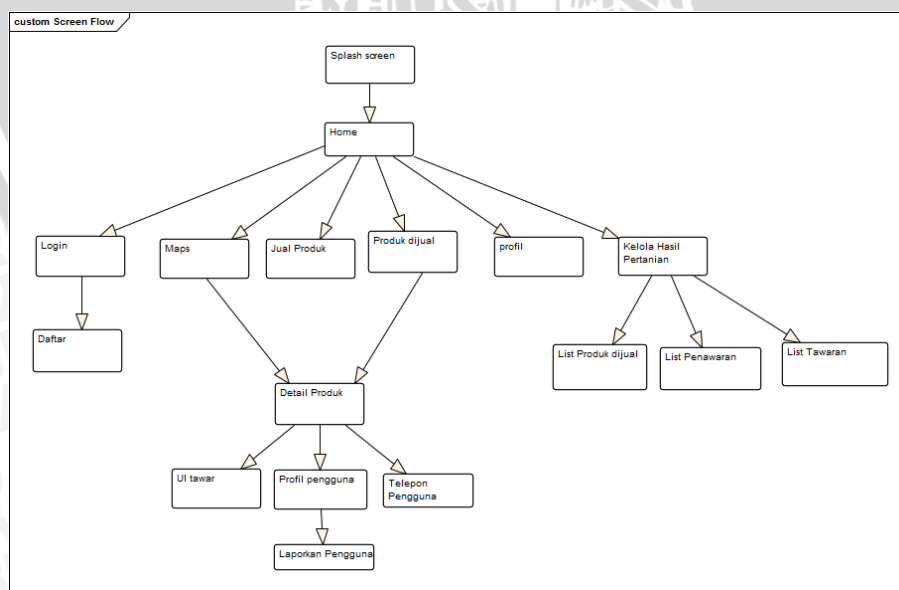 custom Screen Flow
Splash screen
Home
Login
Maps
Jual Produk
Produk dijual
profil
Kelola Hasil
Pertanian
Daftar
List Produk dijual
List Penawaran
List Tawaran
Detail Produk
UI tawar
Profil pengguna
Telepon
Pengguna
Laporkan Pengguna